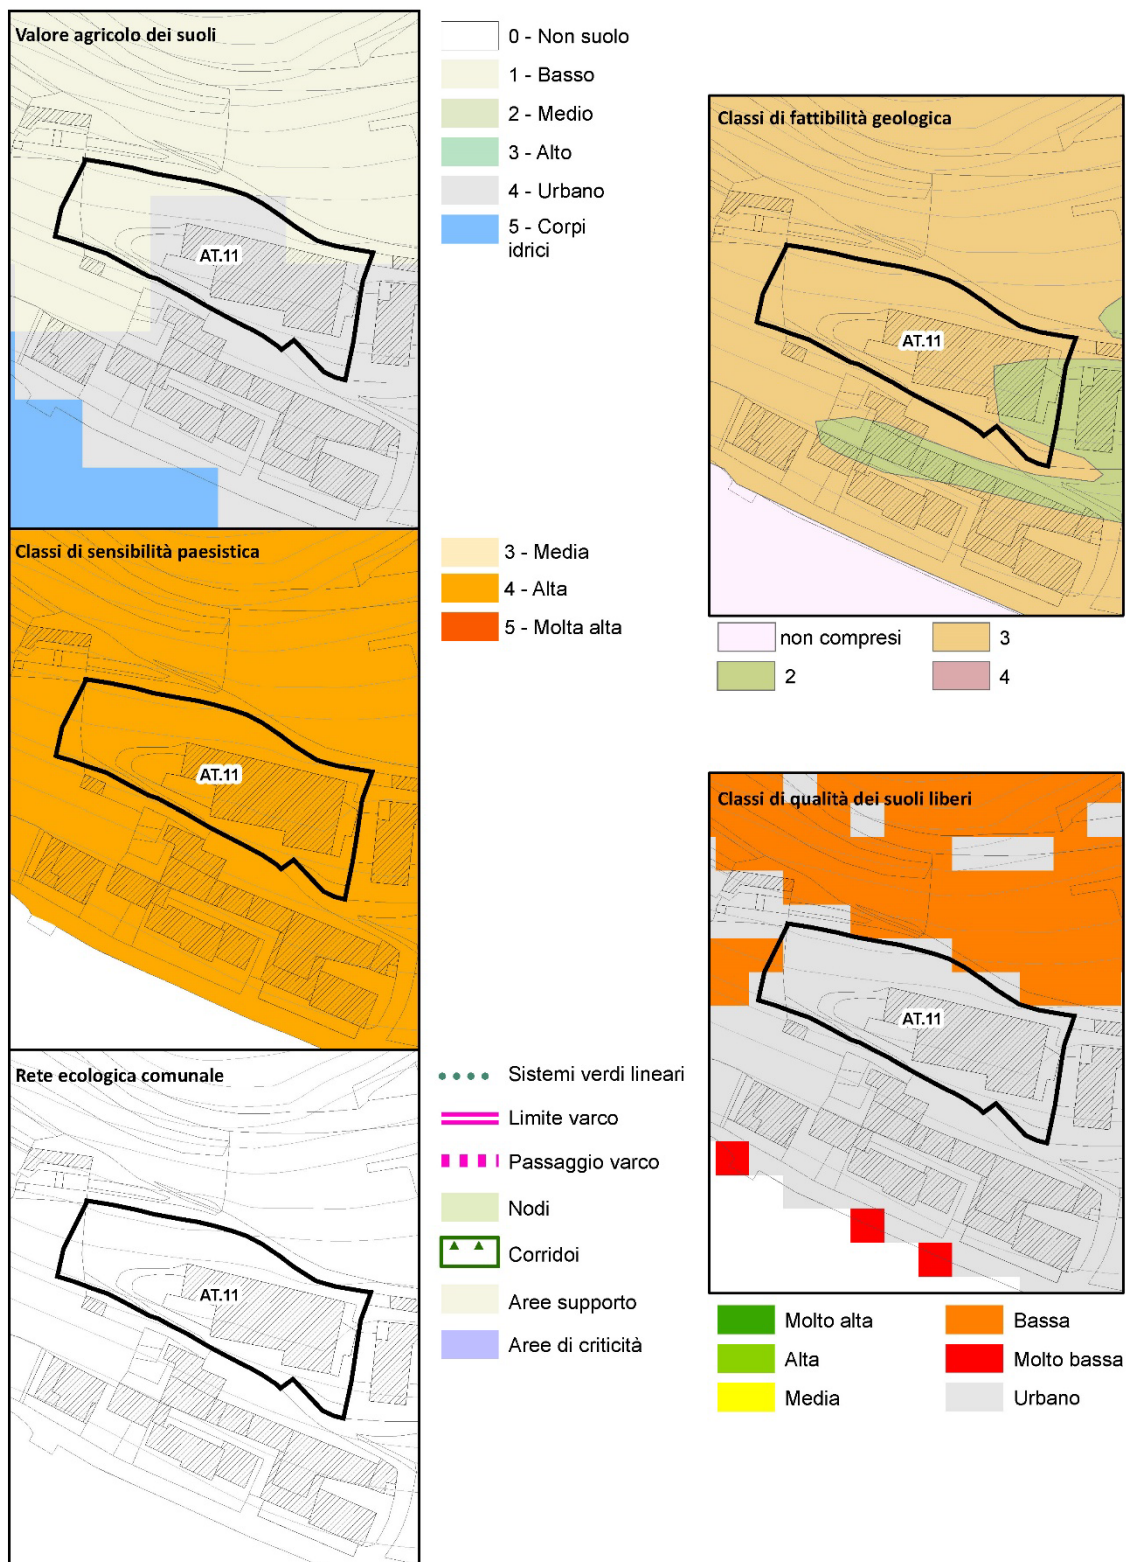 Valore agricolo dei suoli
AT.11
0 - Non suolo
1 - Basso
2 - Medio
3 - Alto
4 - Urbano
5 - Corpi
idrici
Classi di sensibilità paesistica
AT.11
3 - Media
4 - Alta
5 - Molta alta
Rete ecologica comunale
AT.11
Sistemi verdi lineari
Limite varco
Passaggio varco
Nodi
Corridoi
Aree supporto
Aree di criticità
Classi di fattibilità geologica
AT.11
non compresi
3
2
4
Classi di qualità dei suoli liberi
AT.11
Molto alta
Bassa
Alta
Molto bassa
Media
Urbano